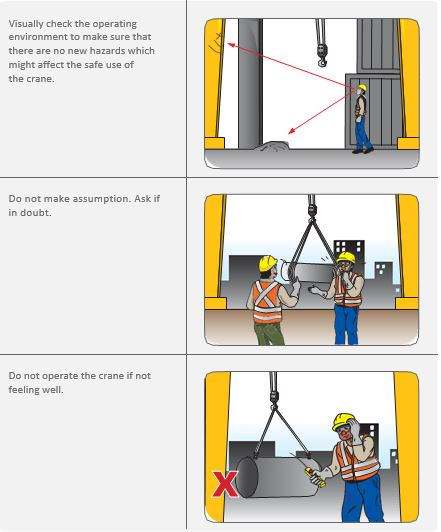 Visually check the operating
environment to make sure that
there are no new hazards which
might affect the safe use of
the crane.
Do not make assumption. Ask if
in doubt.
Do not operate the crane if not
feeling well.
X